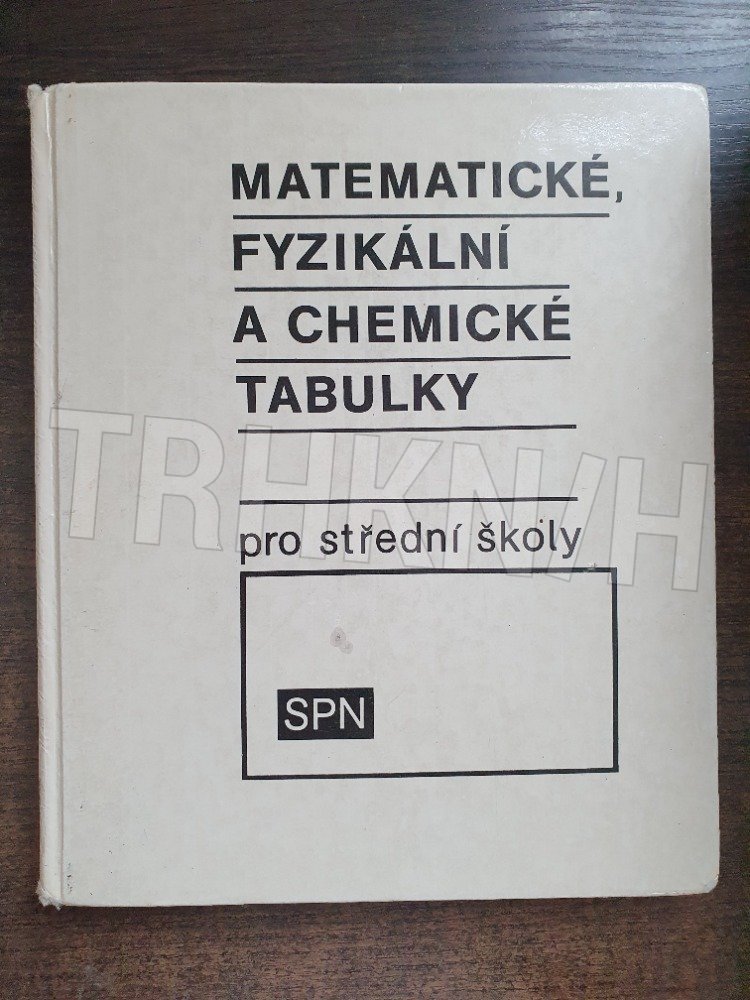 MATEMATICKÉ,
FYZIKÁLNÍ
A CHEMICKÉ
TABULKY
TRHKNIH
pro střední školy
SPN